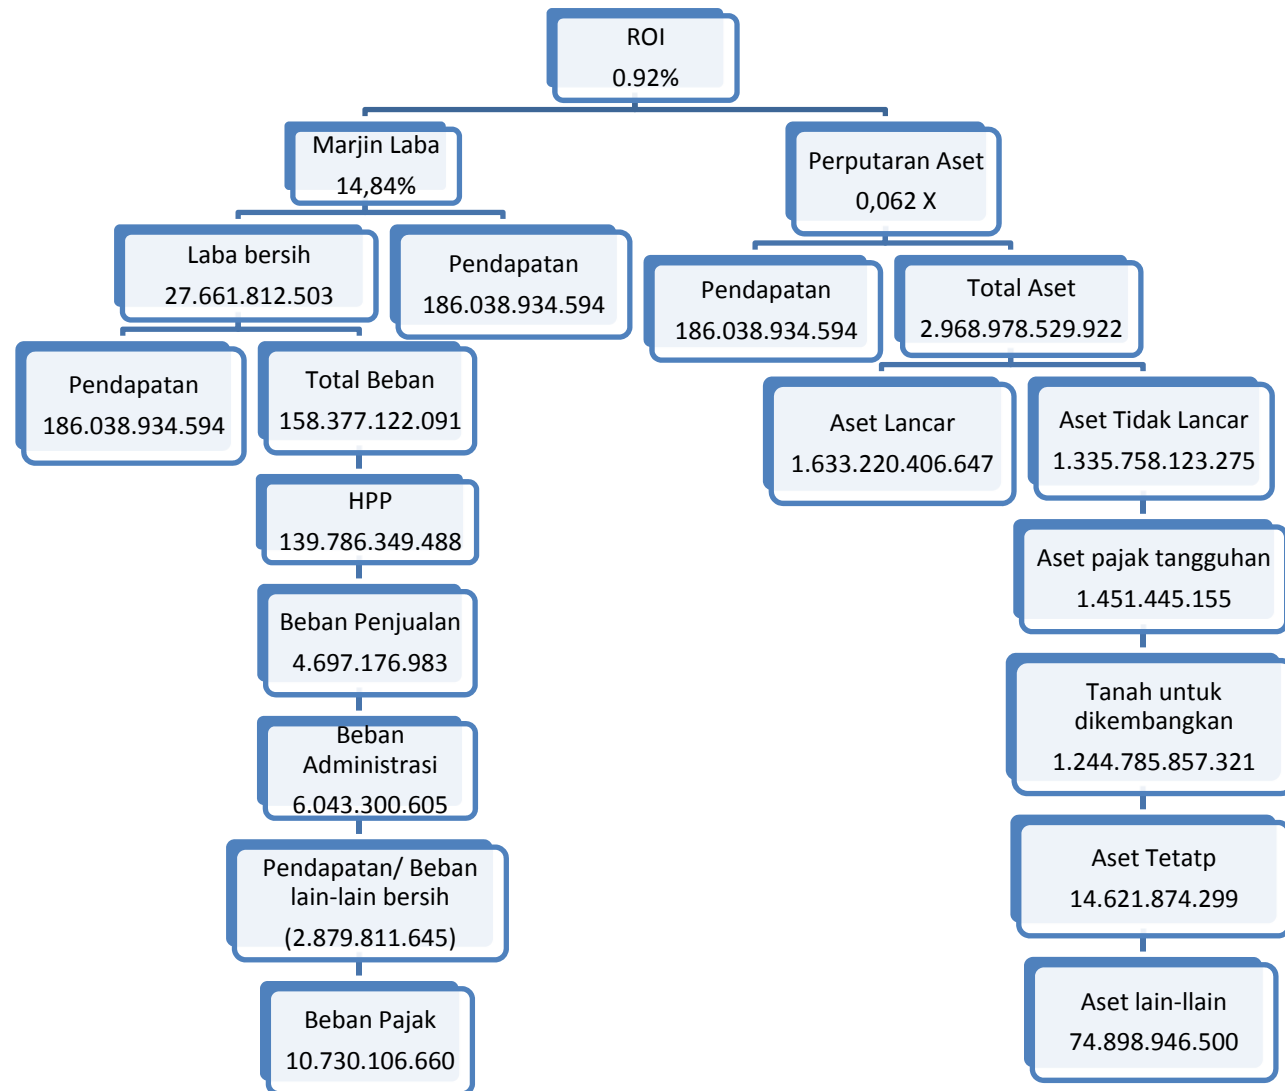 ROI
0.92%
Marjin Laba
14,84%
Perputaran Aset
0,062 X
Laba bersih
27.661.812.503
Pendapatan
186.038.934.594
Pendapatan
186.038.934.594
Total Aset
2.968.978.529.922
Pendapatan
186.038.934.594
Total Beban
158.377.122.091
Aset Lancar
1.633.220.406.647
Aset Tidak Lancar
1.335.758.123.275
HPP
139.786.349.488
Aset pajak tangguhan
1.451.445.155
Beban Penjualan
4.697.176.983
Tanah untuk
dikembangkan
1.244.785.857.321
Beban
Administrasi
6.043.300.605
Aset Tetatp
14.621.874.299
Pendapatan/ Beban
lain-lain bersih
(2.879.811.645)
Aset lain-llain
74.898.946.500
Beban Pajak
10.730.106.660